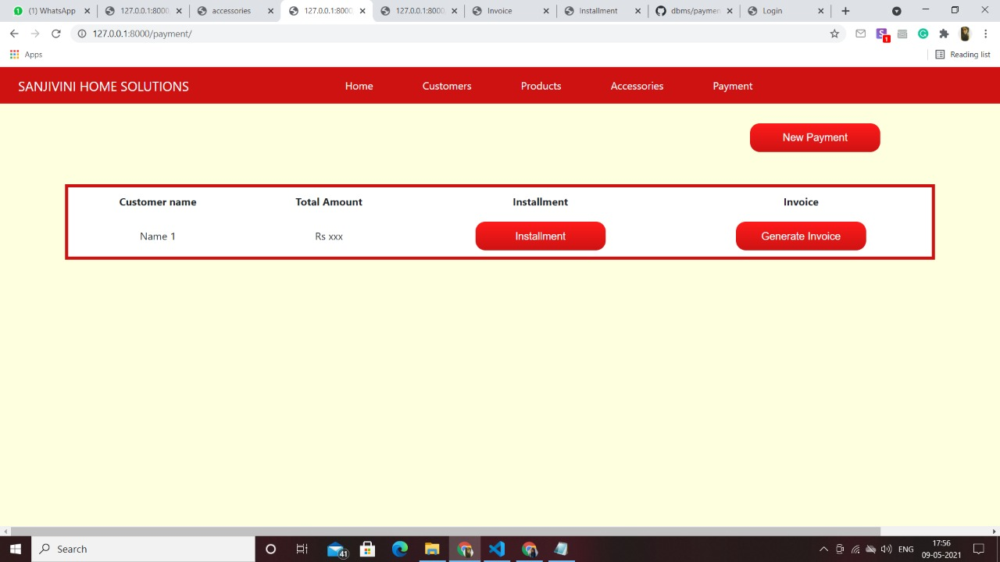 (1) WhatsApp
127.0.0.1:8000
accessories
127.0.0.1:8000
127.0.0.1:8000
Invoice
Installment
dbms/paymen
Login
127.0.0.1:8000/payment/
S
1
G
Apps
Reading list
SANJIVINI HOME SOLUTIONS
Home
Customers
Products
Accessories
Payment
New Payment
Customer name Total Amount Installment Invoice
Name 1 Rs xxx Installment Generate Invoice
Search
41
ENG
17:56
09-05-2021